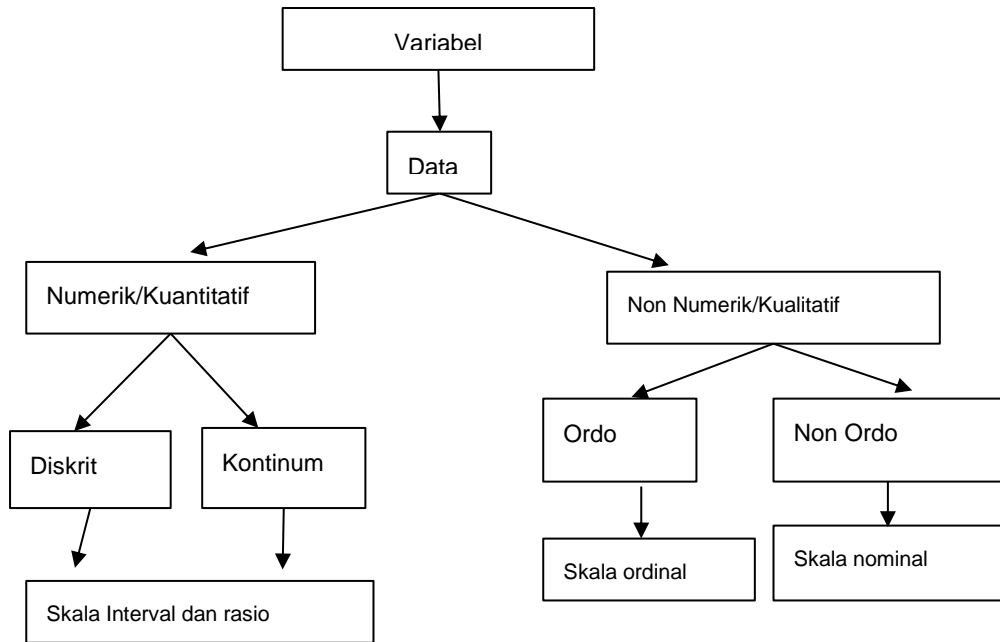 Variabel
Data
Numerik/Kuantitatif
Non Numerik/Kualitatif
Diskrit
Kontinum
Ordo
Non Ordo
Skala Interval dan rasio
Skala ordinal
Skala nominal